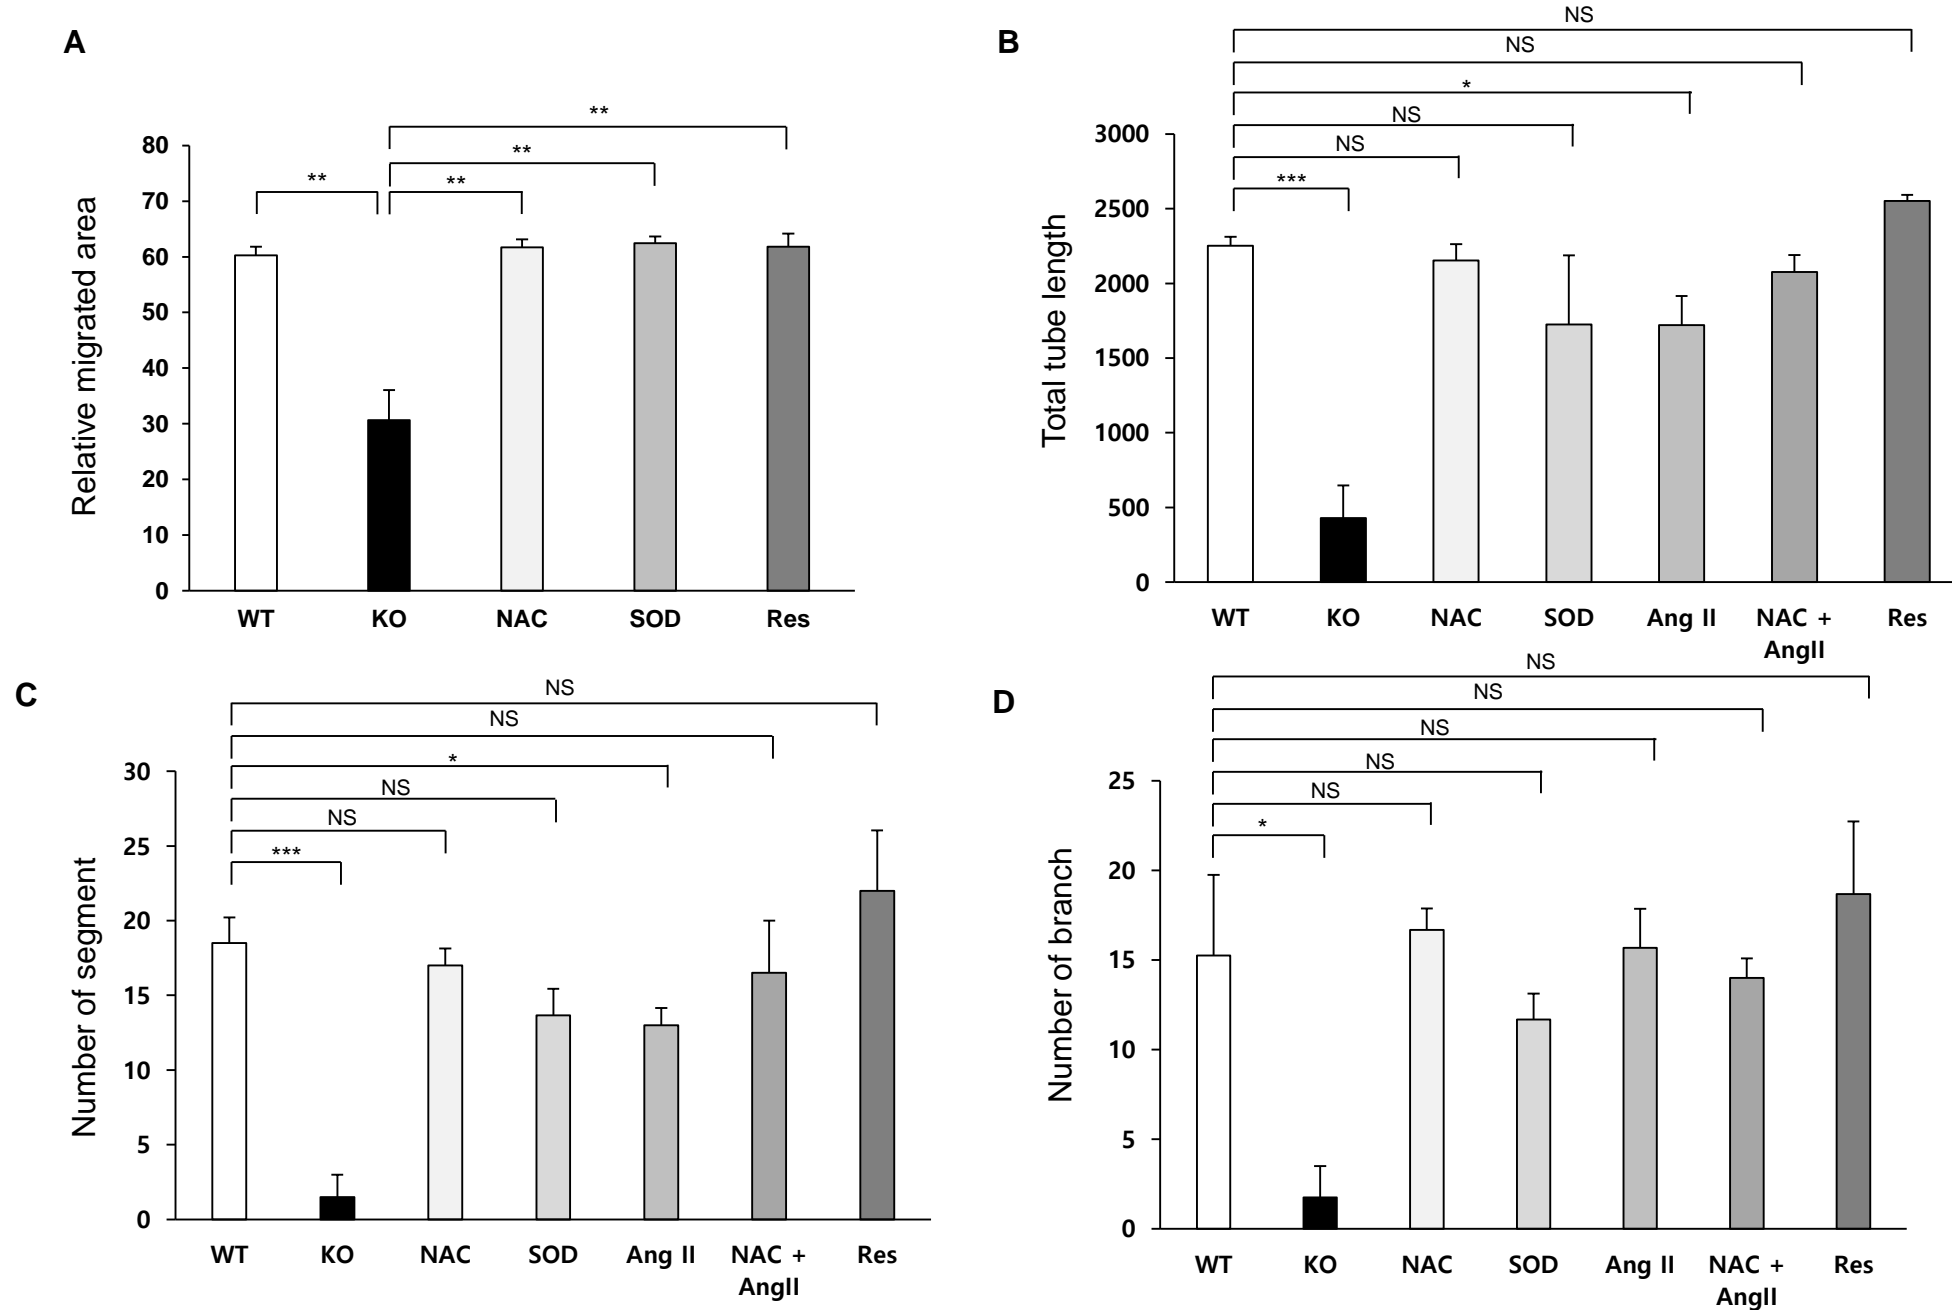 A
**
**
**
**
80
70
60
50
40
30
20
10
0
Relative migrated area
WT KO NAC SOD Res
B
NS
NS
*
NS
NS
***
3000
2500
2000
1500
1000
500
0
Total tube length
WT KO NAC SOD Ang II NAC + Res
AngII
C
NS
NS
*
NS
NS
***
30
25
20
15
10
5
0
Number of segment
WT KO NAC SOD Ang II NAC + Res
AngII
D
NS
NS
NS
NS
NS
*
25
20
15
10
5
0
Number of branch
WT KO NAC SOD Ang II NAC + Res
AngII